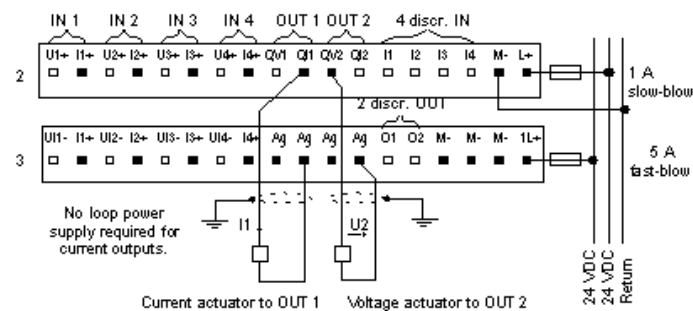 IN 1 IN 2 IN 3 IN 4 OUT 1 OUT 2 4 discr. IN
U1+ I1+ U2+ I2+ U3+ I3+ U4+ I4+ QV1 QI1 QV2 QI2 I1 I2 I3 I4 M- L+
2
1 A
slow-blow
2 discr. OUT
UI1- I1+ UI2- I2+ UI3- I3+ UI4- I4+ Ag Ag Ag Ag O1 O2 M- M- M- 1L+
3
5 A
fast-blow
No loop power
supply required for
current outputs.
I1
U2
24 VDC
24 VDC
Return
Current actuator to OUT 1 Voltage actuator to OUT 2